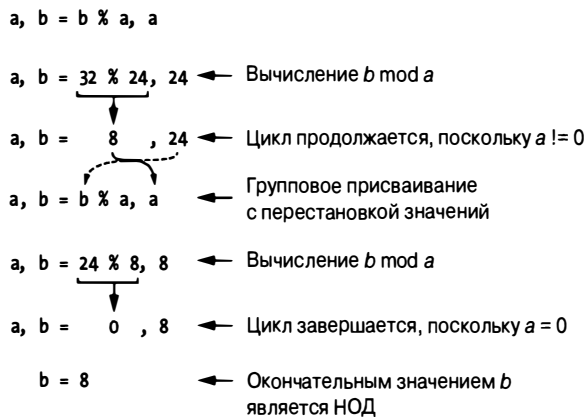 a, b = b % a, a
a, b = 32 % 24, 24 Вычисление b mod a
a, b = 8 , 24 Цикл продолжается, поскольку a != 0
a, b = b % a, a Групповое присваивание
с перестановкой значений
a, b = 24 % 8, 8 Вычисление b mod a
a, b = 0 , 8 Цикл завершается, поскольку a = 0
b = 8 Окончательным значением b
является НОД